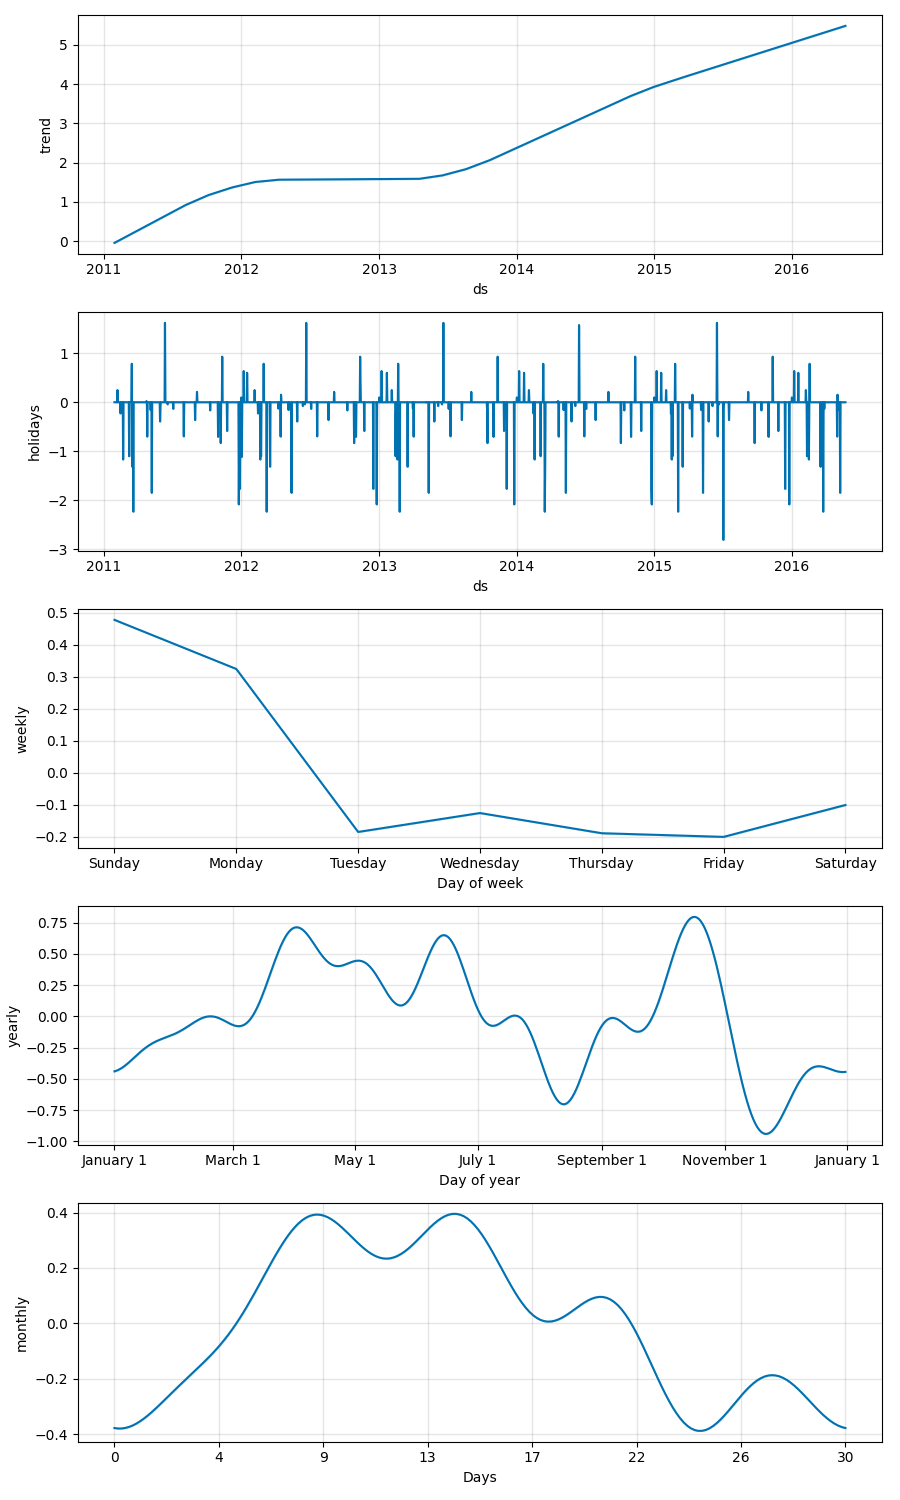 5
4
3
2
1
0
trend
2011 2012 2013 2014 2015 2016
ds
1
0
−1
−2
−3
holidays
2011 2012 2013 2014 2015 2016
ds
0.5
0.4
0.3
0.2
0.1
0.0
−0.1
−0.2
weekly
Sunday Monday Tuesday Wednesday Thursday Friday Saturday
Day of week
0.75
0.50
0.25
0.00
−0.25
−0.50
−0.75
−1.00
yearly
January 1 March 1 May 1 July 1 September 1 November 1 January 1
Day of year
0.4
0.2
0.0
−0.2
−0.4
monthly
0 4 9 13 17 22 26 30
Days